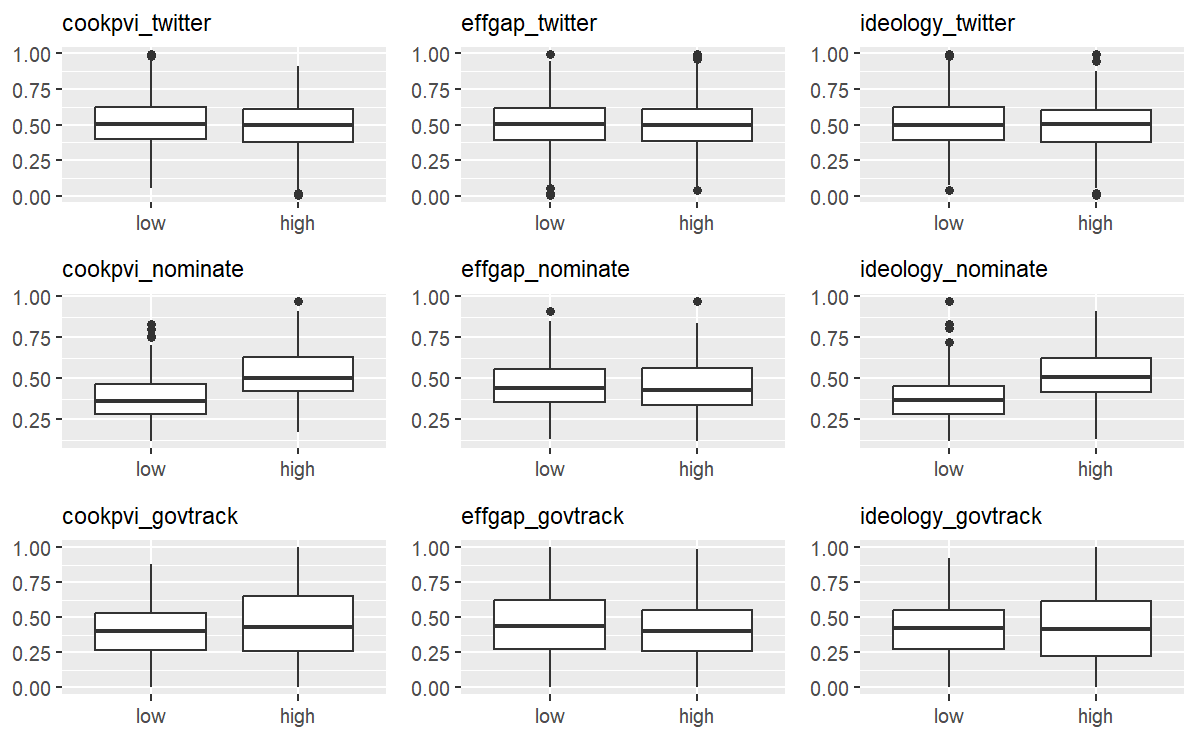 cookpvi_twitter
1.00
0.75
0.50
0.25
0.00
low high
effgap_twitter
1.00
0.75
0.50
0.25
0.00
low high
ideology_twitter
1.00
0.75
0.50
0.25
0.00
low high
cookpvi_nominate
1.00
0.75
0.50
0.25
low high
effgap_nominate
1.00
0.75
0.50
0.25
low high
ideology_nominate
1.00
0.75
0.50
0.25
low high
cookpvi_govtrack
1.00
0.75
0.50
0.25
0.00
low high
effgap_govtrack
1.00
0.75
0.50
0.25
0.00
low high
ideology_govtrack
1.00
0.75
0.50
0.25
0.00
low high